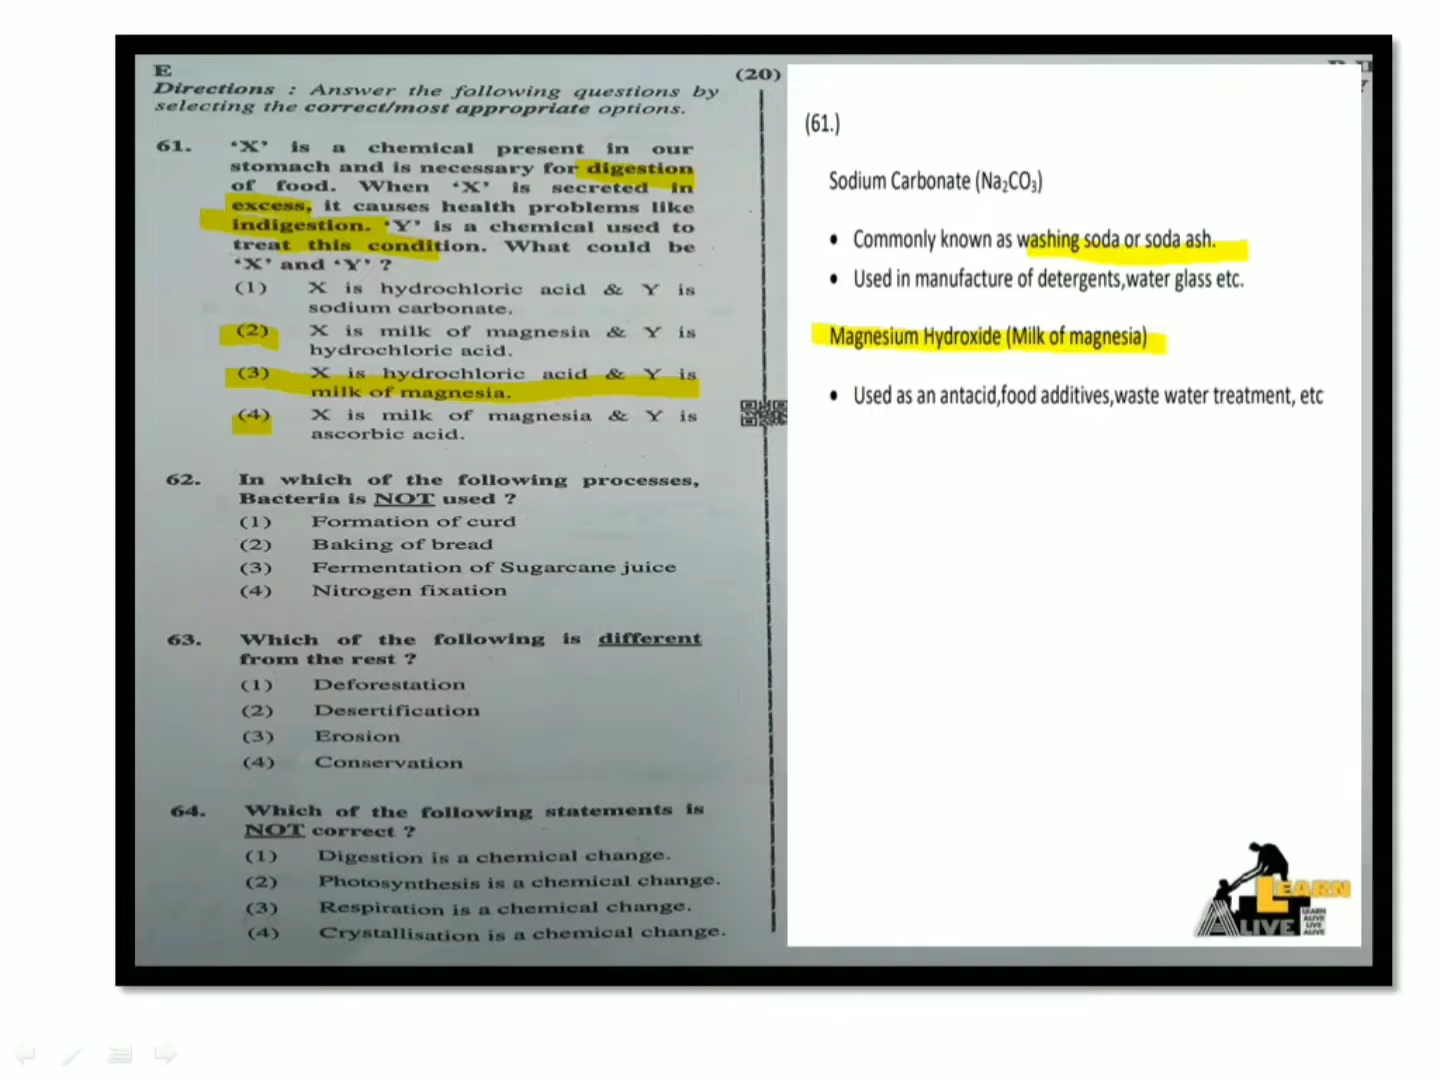 E
(20)
Directions : Answer the following questions by
selecting the correct/most appropriate options.
61. ‘X’ is a chemical present in our
stomach and is necessary for digestion
of food. When ‘X’ is secreted in
excess, it causes health problems like
indigestion. ‘Y’ is a chemical used to
treat this condition. What could be
‘X’ and ‘Y’ ?
(1) X is hydrochloric acid & Y is
sodium carbonate.
(2) X is milk of magnesia & Y is
hydrochloric acid.
(3) X is hydrochloric acid & Y is
milk of magnesia.
(4) X is milk of magnesia & Y is
ascorbic acid.
62. In which of the following processes,
Bacteria is NOT used ?
(1) Formation of curd
(2) Baking of bread
(3) Fermentation of Sugarcane juice
(4) Nitrogen fixation
63. Which of the following is different
from the rest ?
(1) Deforestation
(2) Desertification
(3) Erosion
(4) Conservation
64. Which of the following statements is
NOT correct ?
(1) Digestion is a chemical change.
(2) Photosynthesis is a chemical change.
(3) Respiration is a chemical change.
(4) Crystallisation is a chemical change.
(61.)
Sodium Carbonate (Na₂CO₃)
• Commonly known as washing soda or soda ash.
• Used in manufacture of detergents,water glass etc.
Magnesium Hydroxide (Milk of magnesia)
• Used as an antacid,food additives,waste water treatment, etc
LEARN
ALIVE
LEARN
ALIVE
LIVE
ALIVE